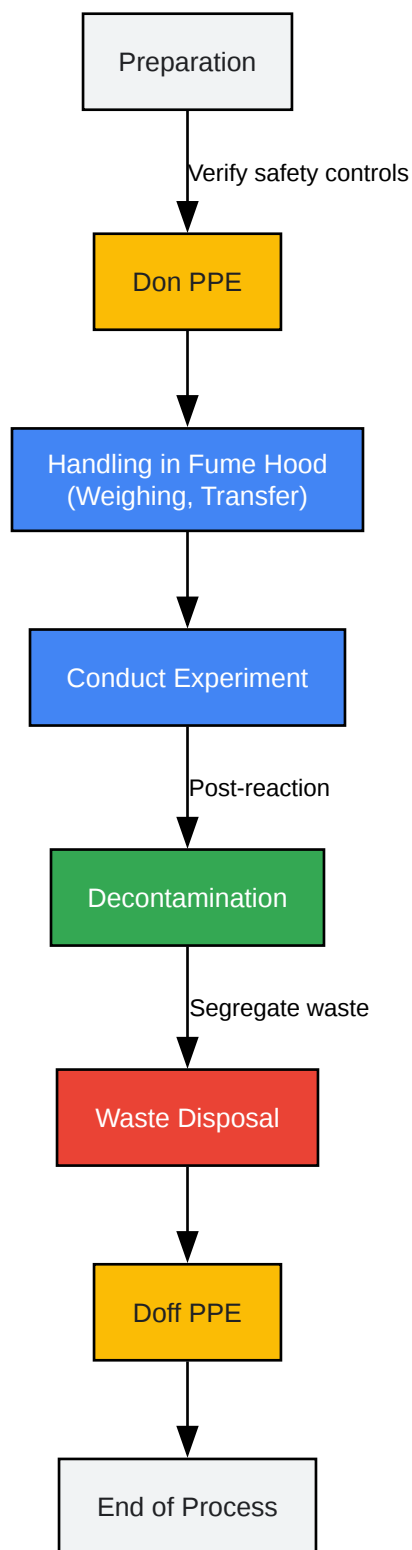 Preparation
Verify safety controls
Don PPE
Handling in Fume Hood
(Weighing, Transfer)
Conduct Experiment
Post-reaction
Decontamination
Segregate waste
Waste Disposal
Doff PPE
End of Process